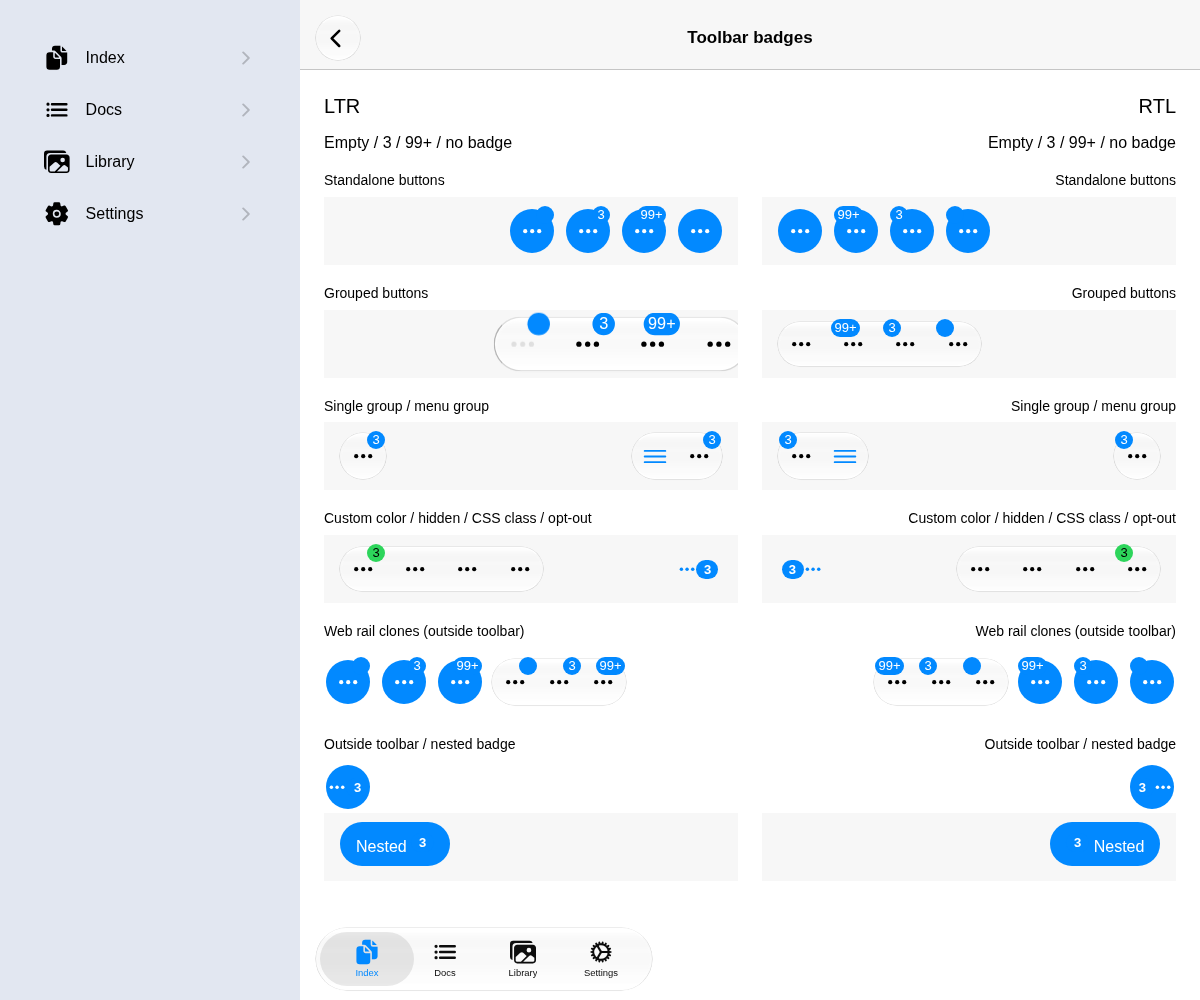 Index
Docs
Library
Settings
Toolbar badges
LTR
RTL
Empty / 3 / 99+ / no badge
Empty / 3 / 99+ / no badge
Standalone buttons
Standalone buttons
3 99+
99+ 3
Grouped buttons
Grouped buttons
3 99+
99+ 3
Single group / menu group
Single group / menu group
3 3
3 3
Custom color / hidden / CSS class / opt-out
Custom color / hidden / CSS class / opt-out
3 3
3 3
Web rail clones (outside toolbar)
Web rail clones (outside toolbar)
3 99+ 3 99+
99+ 3 99+ 3
Outside toolbar / nested badge
Outside toolbar / nested badge
3
3
Nested 3
3 Nested
Index
Docs
Library
Settings